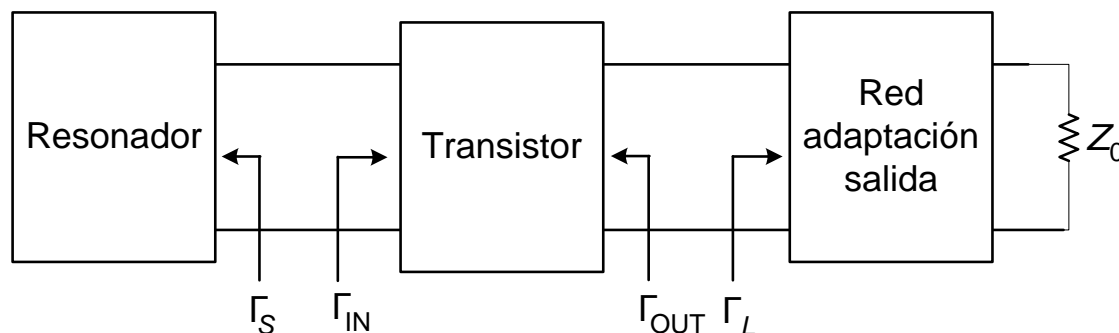 Resonador
Transistor
Red
adaptación
salida
Z0
ΓS
ΓIN
ΓOUT
ΓL